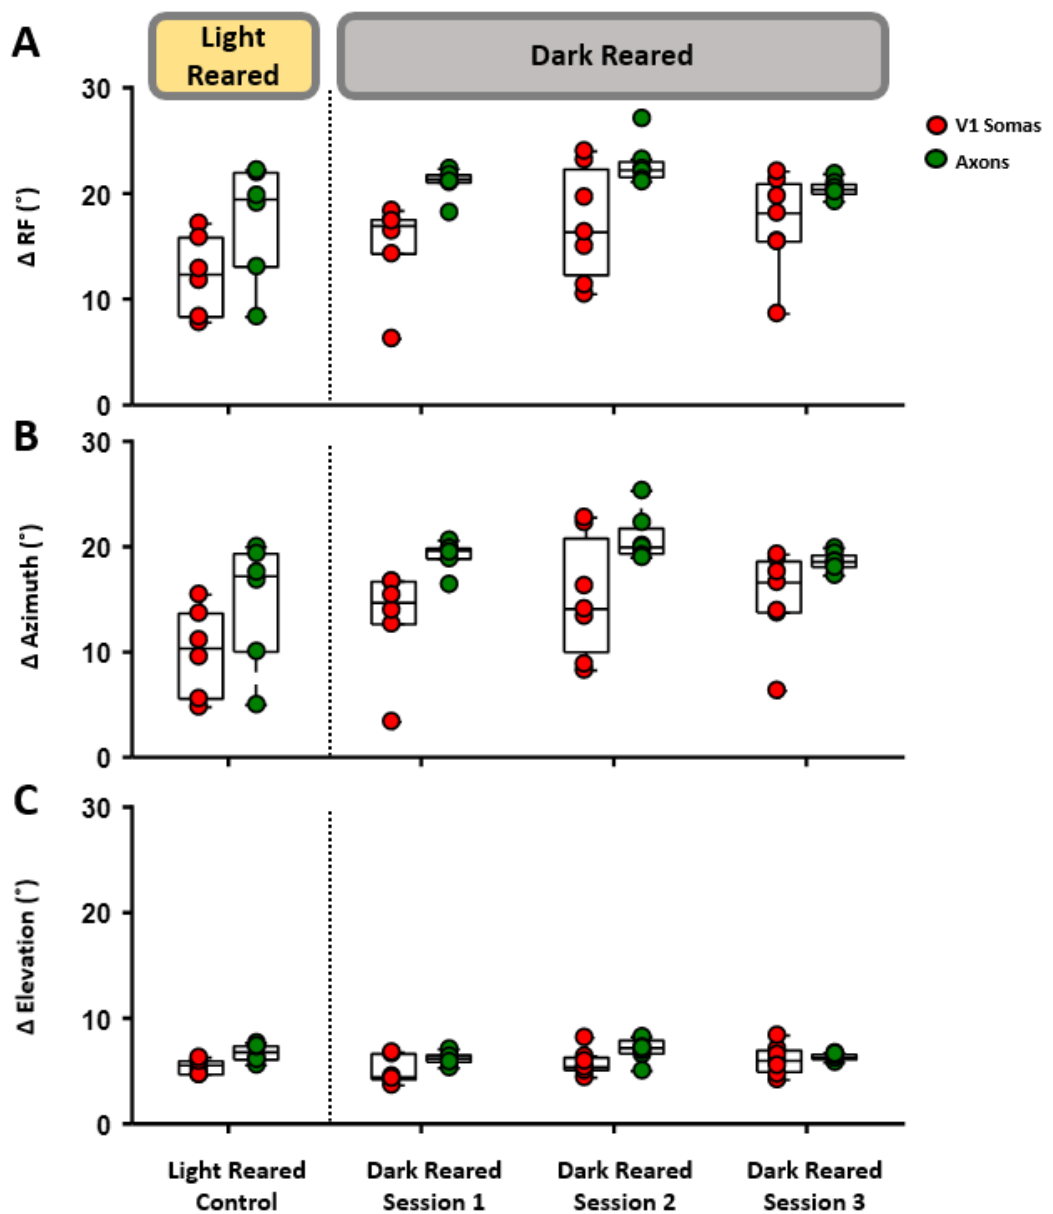 A
Light
Reared
Dark Reared
V1 Somas
Axons
Δ RF (°)
30
20
10
0
B
Δ Azimuth (°)
30
20
10
0
C
Δ Elevation (°)
30
20
10
0
Light Reared
Control
Dark Reared
Session 1
Dark Reared
Session 2
Dark Reared
Session 3